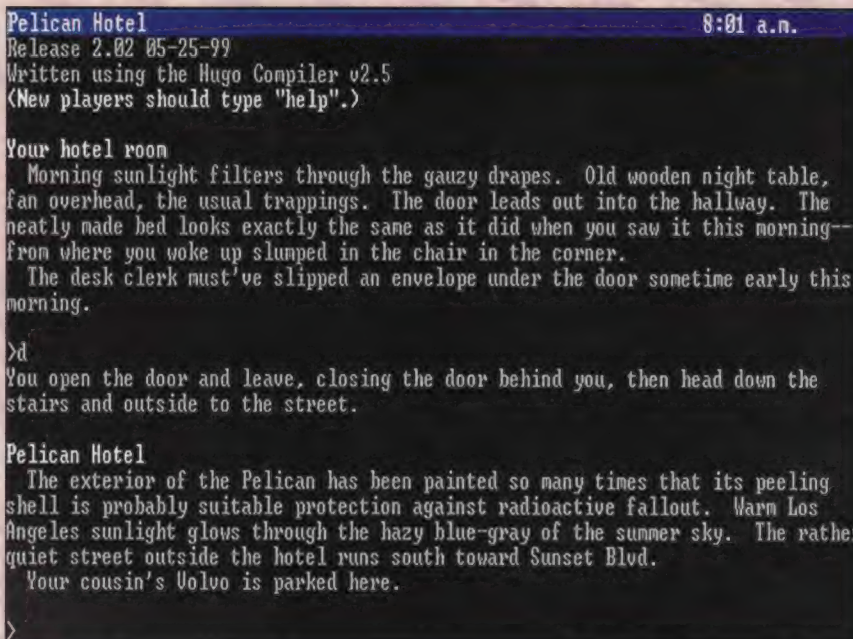 Pelican Hotel 8:01 a.m.
Release 2.02 05-25-99
Written using the Hugo Compiler v2.5
(New players should type "help".)
Your hotel room
Morning sunlight filters through the gauzy drapes. Old wooden night table,
fan overhead, the usual trappings. The door leads out into the hallway. The
neatly made bed looks exactly the same as it did when you saw it this morning--
from where you woke up slumped in the chair in the corner.
The desk clerk must've slipped an envelope under the door sometime early this
morning.
>d
You open the door and leave, closing the door behind you, then head down the
stairs and outside to the street.
Pelican Hotel
The exterior of the Pelican has been painted so many times that its peeling
shell is probably suitable protection against radioactive fallout. Warm Los
Angeles sunlight glows through the hazy blue-gray of the summer sky. The rathe
quiet street outside the hotel runs south toward Sunset Blvd.
Your cousin's Volvo is parked here.
>